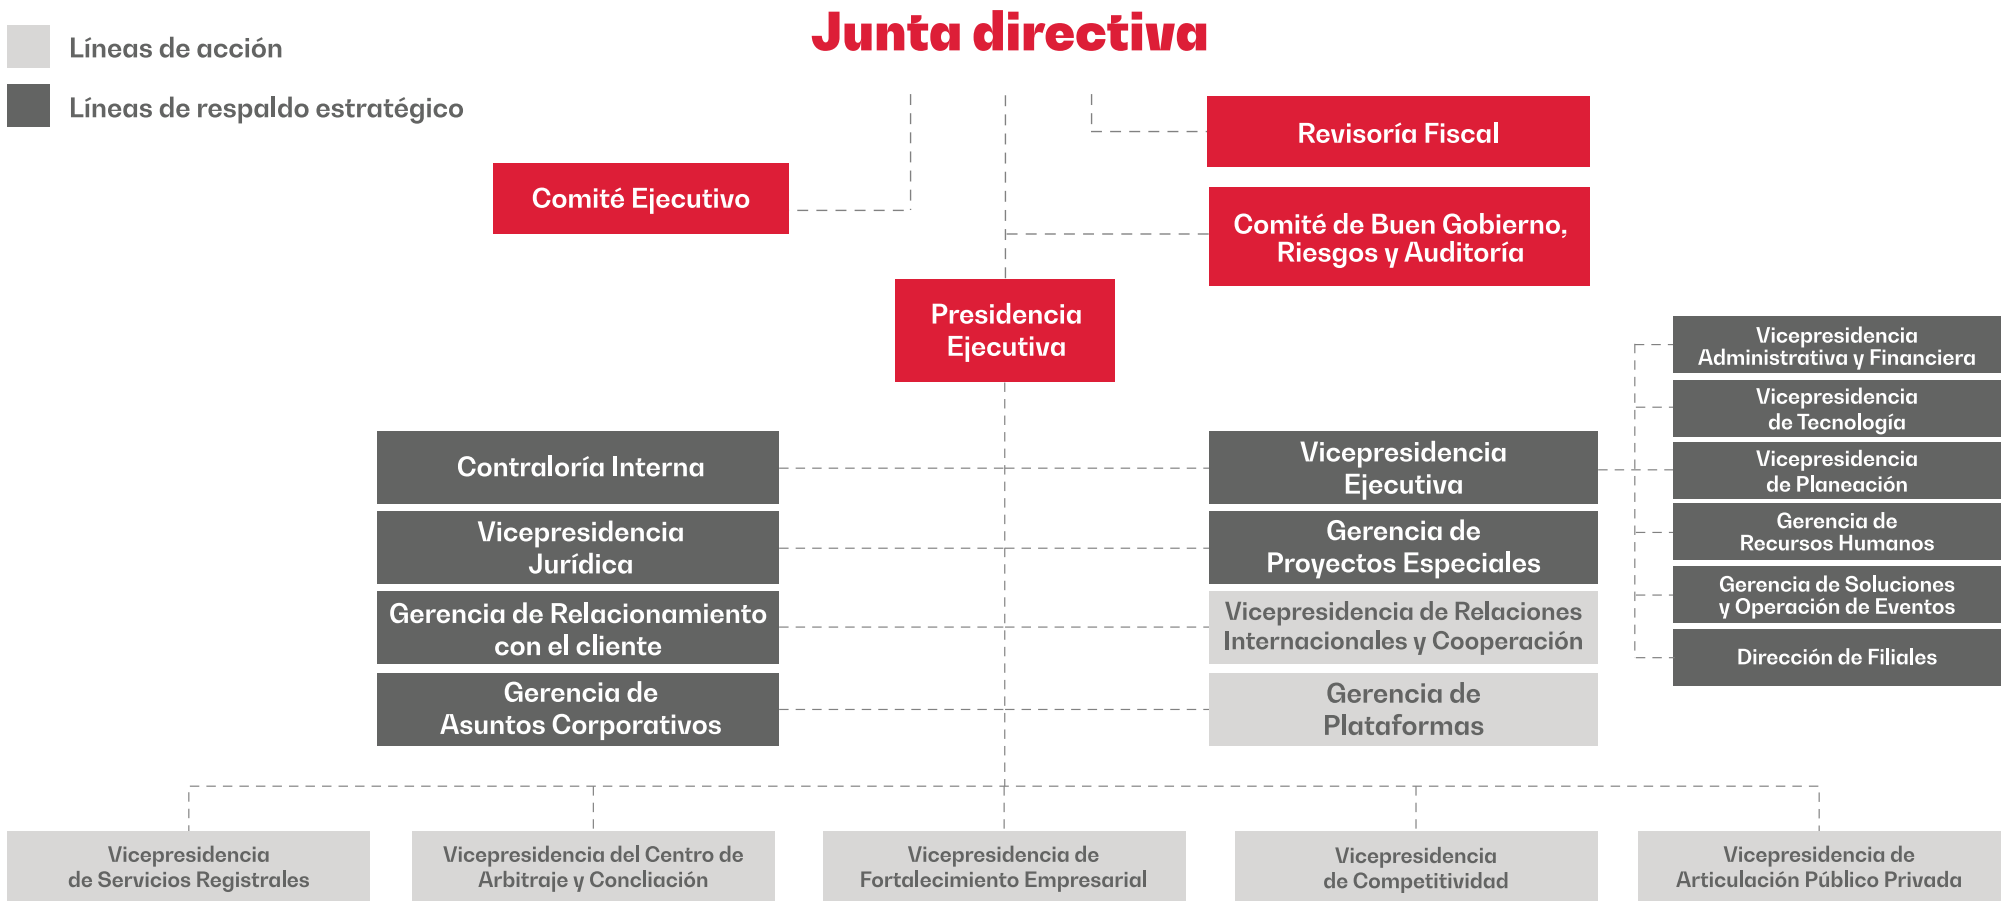 Junta directiva
Líneas de acción
Líneas de respaldo estratégico
Revisoría Fiscal
Comité Ejecutivo
Comité de Buen Gobierno,
Riesgos y Auditoría
Presidencia
Ejecutiva
Contraloría Interna
Vicepresidencia
Jurídica
Gerencia de Relacionamiento
con el cliente
Gerencia de
Asuntos Corporativos
Vicepresidencia
Ejecutiva
Gerencia de
Proyectos Especiales
Vicepresidencia de Relaciones
Internacionales y Cooperación
Gerencia de
Plataformas
Vicepresidencia
Administrativa y Financiera
Vicepresidencia
de Tecnología
Vicepresidencia
de Planeación
Gerencia de
Recursos Humanos
Gerencia de Soluciones
y Operación de Eventos
Dirección de Filiales
Vicepresidencia
de Servicios Registrales
Vicepresidencia del Centro de
Arbitraje y Concliación
Vicepresidencia de
Fortalecimiento Empresarial
Vicepresidencia
de Competitividad
Vicepresidencia de
Articulación Público Privada